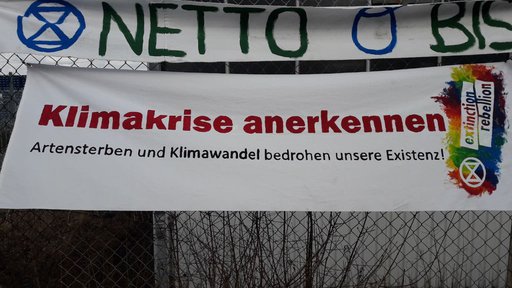 NETTO 0 BIS
Klimakrise anerkennen
Artensterben und Klimawandel bedrohen unsere Existenz!
extinction
rebellion